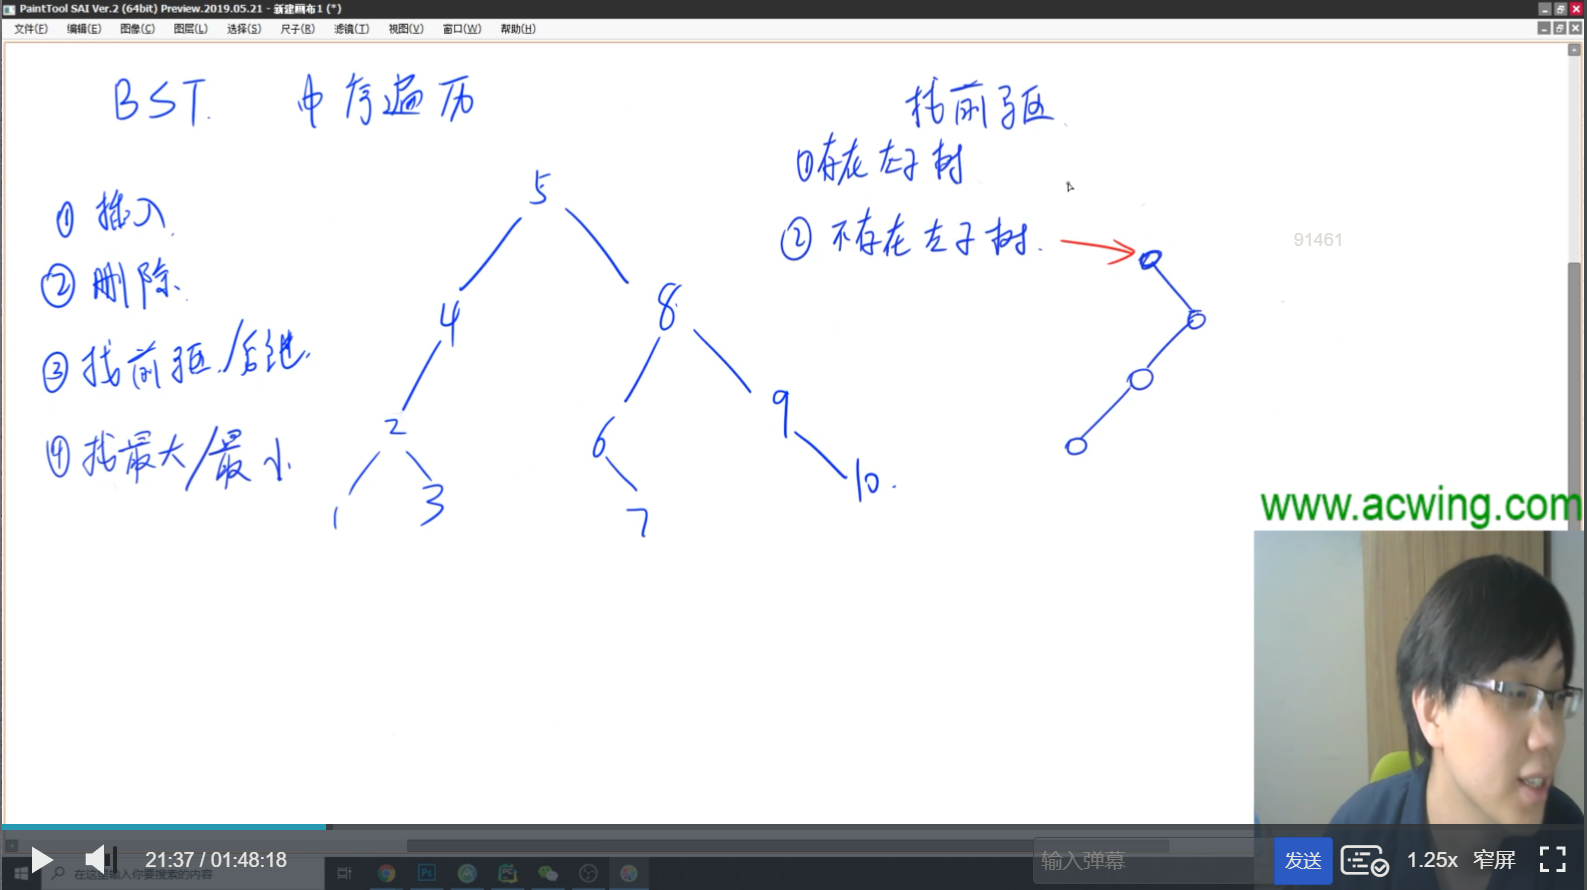 PaintTool SAI Ver.2 (64bit) Preview.2019.05.21 - 新建画布1 (*)
文件(F) 编辑(E) 图像(C) 图层(L) 选择(S) 尺子(R) 滤镜(T) 视图(V) 窗口(W) 帮助(H)
BST. 中序遍历
找前驱
①存在左子树
②不存在左子树.
① 插入
② 删除
③ 找前驱/后继
④ 找最大/最小
5
4 8
2 6 9
1 3 7 10
91461
www.acwing.com
在这里输入你要搜索的内容
21:37 / 01:48:18
输入弹幕
发送
1.25x
窄屏